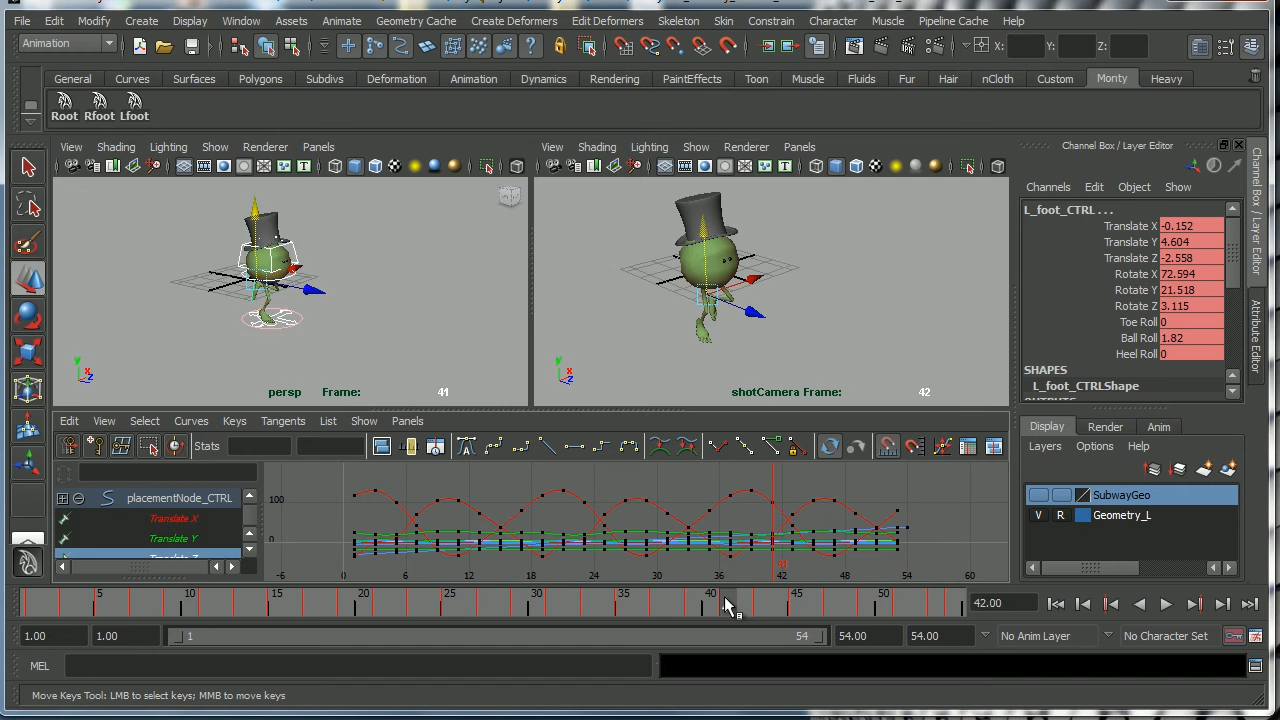 File Edit Modify Create Display Window Assets Animate Geometry Cache Create Deformers Edit Deformers Skeleton Skin Constrain Character Muscle Pipeline Cache Help
Animation X: Y: Z:
General Curves Surfaces Polygons Subdivs Deformation Animation Dynamics Rendering PaintEffects Toon Muscle Fluids Fur Hair nCloth Custom Monty Heavy
Root Rfoot Lfoot
View Shading Lighting Show Renderer Panels
View Shading Lighting Show Renderer Panels
persp Frame: 41
shotCamera Frame: 42
Channel Box / Layer Editor
Channels Edit Object Show
L_foot_CTRL . . .
Translate X -0.152
Translate Y 4.604
Translate Z -2.558
Rotate X 72.594
Rotate Y 21.518
Rotate Z 3.115
Toe Roll 0
Ball Roll 1.82
Heel Roll 0
SHAPES
L_foot_CTRLShape
Channel Box / Layer Editor
Attribute Editor
Edit View Select Curves Keys Tangents List Show Panels
Stats
placementNode_CTRL
Translate X
Translate Y
100
0
-6 0 6 12 18 24 30 36 42 48 54 60
41
Display Render Anim
Layers Options Help
SubwayGeo
V R Geometry_L
5 10 15 20 25 30 35 40 45 50
42.00
1.00 1.00 1 54 54.00 54.00 No Anim Layer No Character Set
MEL
Move Keys Tool: LMB to select keys; MMB to move keys